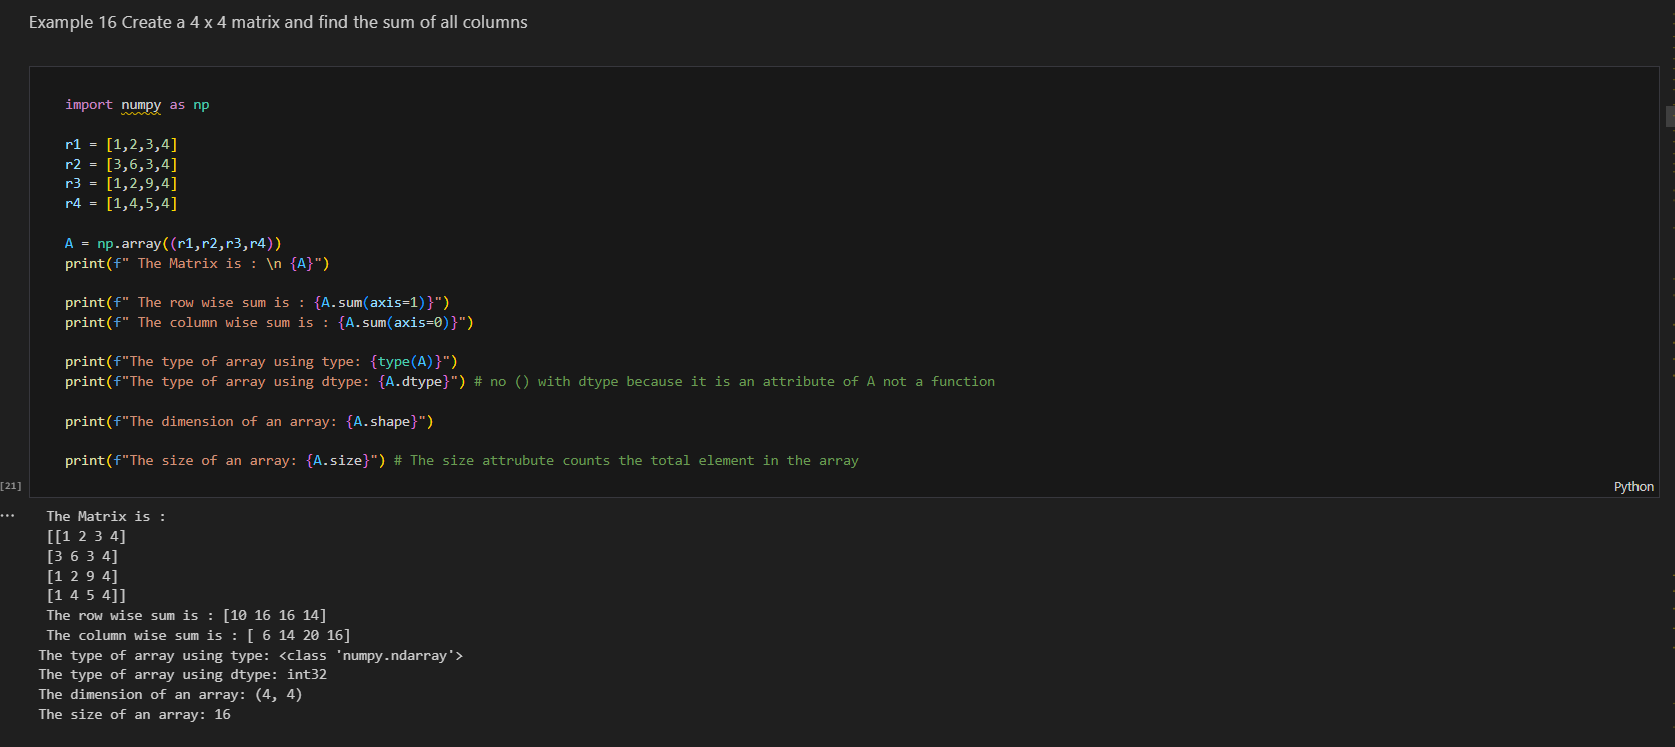 Example 16 Create a 4 x 4 matrix and find the sum of all columns
import numpy as np
r1 = [1,2,3,4]
r2 = [3,6,3,4]
r3 = [1,2,9,4]
r4 = [1,4,5,4]
A = np.array((r1,r2,r3,r4))
print(f" The Matrix is : \n {A}")
print(f" The row wise sum is : {A.sum(axis=1)}")
print(f" The column wise sum is : {A.sum(axis=0)}")
print(f"The type of array using type: {type(A)}")
print(f"The type of array using dtype: {A.dtype}") # no () with dtype because it is an attribute of A not a function
print(f"The dimension of an array: {A.shape}")
print(f"The size of an array: {A.size}") # The size attrubute counts the total element in the array
[21]
Python
...
The Matrix is :
[[1 2 3 4]
[3 6 3 4]
[1 2 9 4]
[1 4 5 4]]
The row wise sum is : [10 16 16 14]
The column wise sum is : [ 6 14 20 16]
The type of array using type: <class 'numpy.ndarray'>
The type of array using dtype: int32
The dimension of an array: (4, 4)
The size of an array: 16